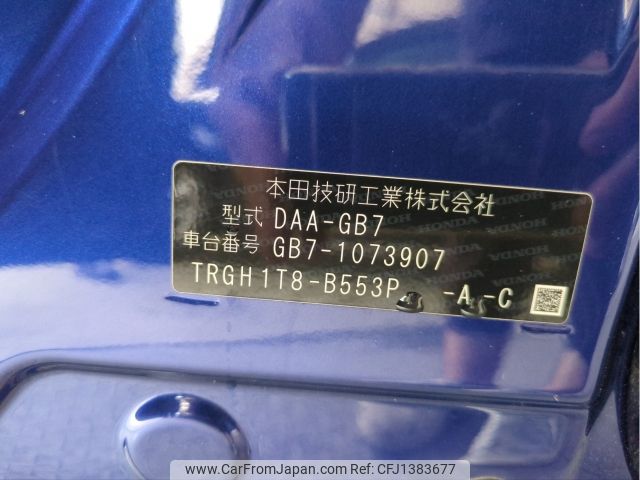 本田技研工業株式会社
型式 DAA-GB7
車台番号 GB7-1073907
TRGH1T8-B553P -A -C
www.CarFromJapan.com | CFJ1383677